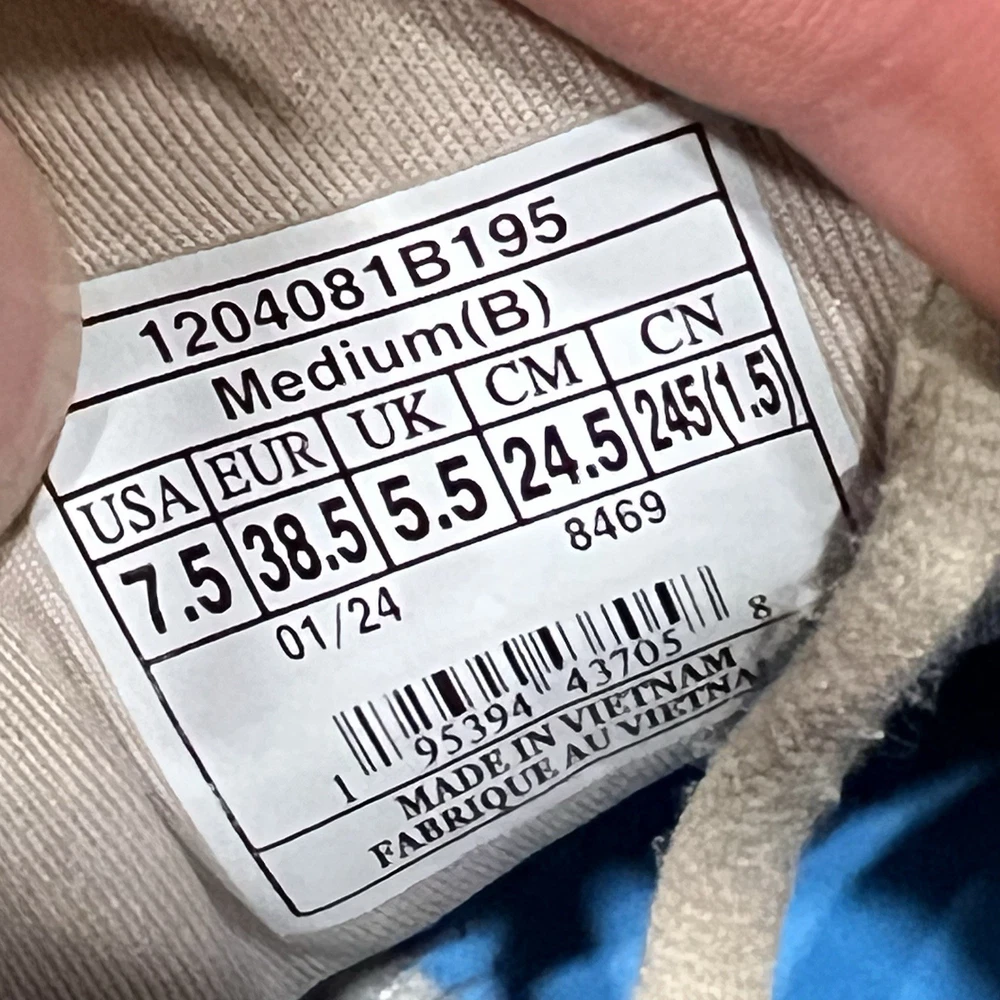 1204081B195
Medium(B)
USA EUR UK CM CN
7.5 38.5 5.5 24.5 245(1.5)
01/24 8469
1 95394 43705 8
MADE IN VIETNAM
FABRIQUE AU VIETNA